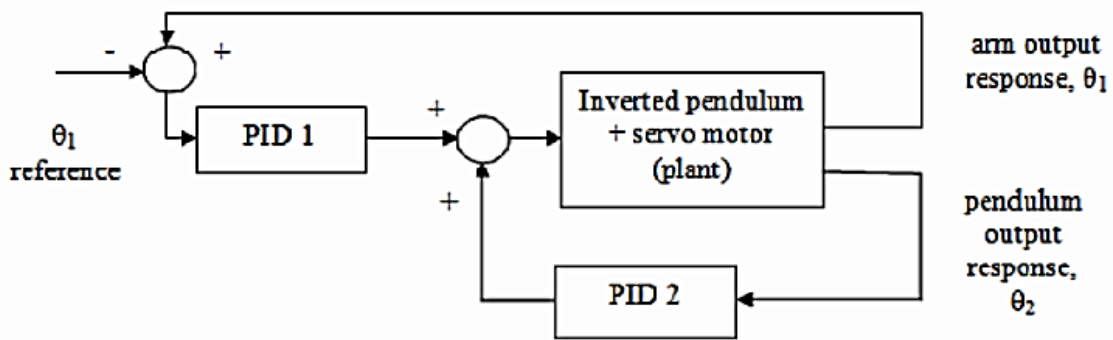 - +
arm output
response, θ₁
θ₁
reference
PID 1
+
+
Inverted pendulum
+ servo motor
(plant)
PID 2
pendulum
output
response,
θ₂